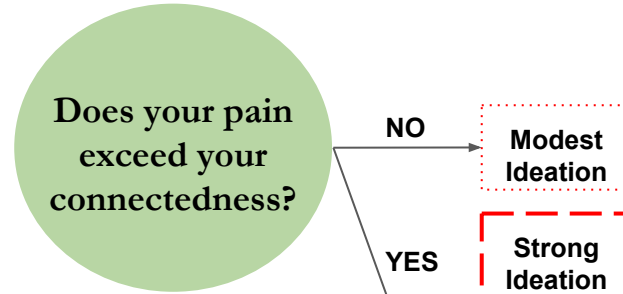 Does your pain
exceed your
connectedness?
NO
Modest
Ideation
YES
Strong
Ideation